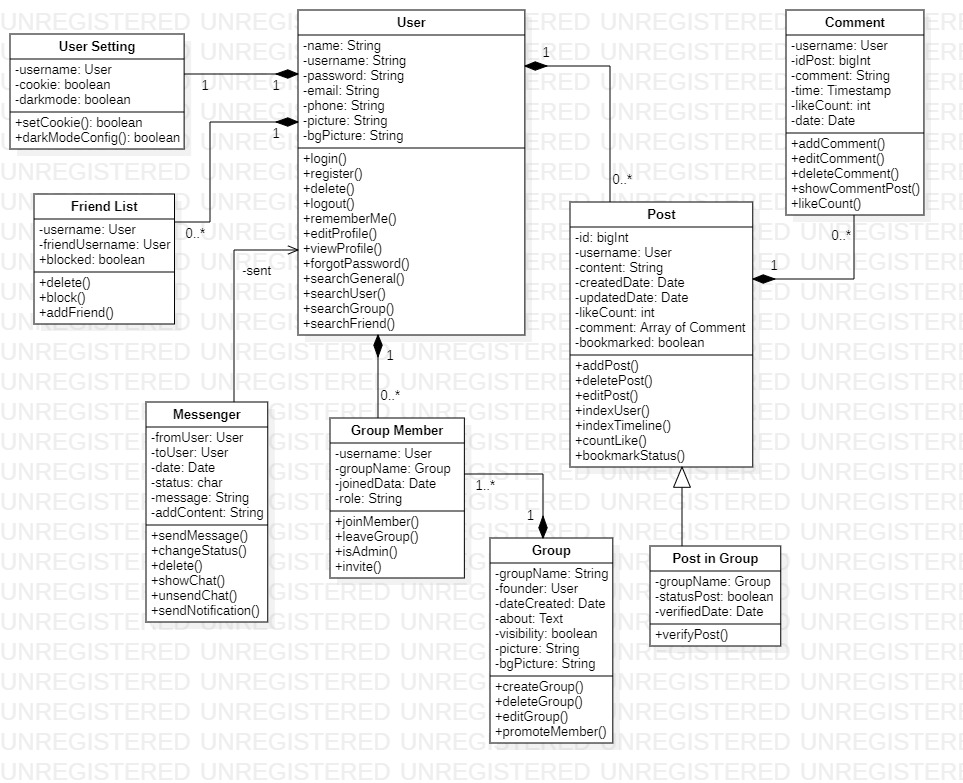 User Setting
-username: User
-cookie: boolean
-darkmode: boolean
+setCookie(): boolean
+darkModeConfig(): boolean
1
1
User
-name: String
-username: String
-password: String
-email: String
-phone: String
-picture: String
-bgPicture: String
+login()
+register()
+delete()
+logout()
+rememberMe()
+editProfile()
+viewProfile()
+forgotPassword()
+searchGeneral()
+searchUser()
+searchGroup()
+searchFriend()
1
0..*
Comment
-username: User
-idPost: bigInt
-comment: String
-time: Timestamp
-likeCount: int
-date: Date
+addComment()
+editComment()
+deleteComment()
+showCommentPost()
+likeCount()
0..*
1
1
0..*
Friend List
-username: User
-friendUsername: User
+blocked: boolean
+delete()
+block()
+addFriend()
-sent
Post
-id: bigInt
-username: User
-content: String
-createdDate: Date
-updatedDate: Date
-likeCount: int
-comment: Array of Comment
-bookmarked: boolean
+addPost()
+deletePost()
+editPost()
+indexUser()
+indexTimeline()
+countLike()
+bookmarkStatus()
1
0..*
Messenger
-fromUser: User
-toUser: User
-date: Date
-status: char
-message: String
-addContent: String
+sendMessage()
+changeStatus()
+delete()
+showChat()
+unsendChat()
+sendNotification()
Group Member
-username: User
-groupName: Group
-joinedData: Date
-role: String
+joinMember()
+leaveGroup()
+isAdmin()
+invite()
1..*
1
Group
-groupName: String
-founder: User
-dateCreated: Date
-about: Text
-visibility: boolean
-picture: String
-bgPicture: String
+createGroup()
+deleteGroup()
+editGroup()
+promoteMember()
Post in Group
-groupName: Group
-statusPost: boolean
-verifiedDate: Date
+verifyPost()
UNREGISTERED UNREGISTERED UNREGISTERED UNREGISTERED UNREGISTERED